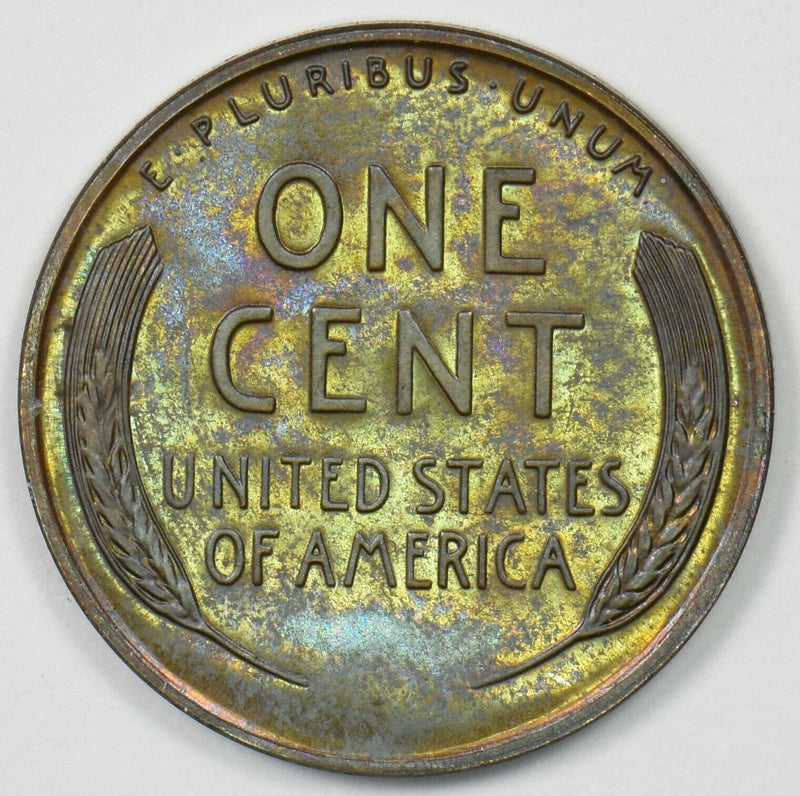 E·PLURIBUS·UNUM
ONE
CENT
UNITED STATES
OF AMERICA